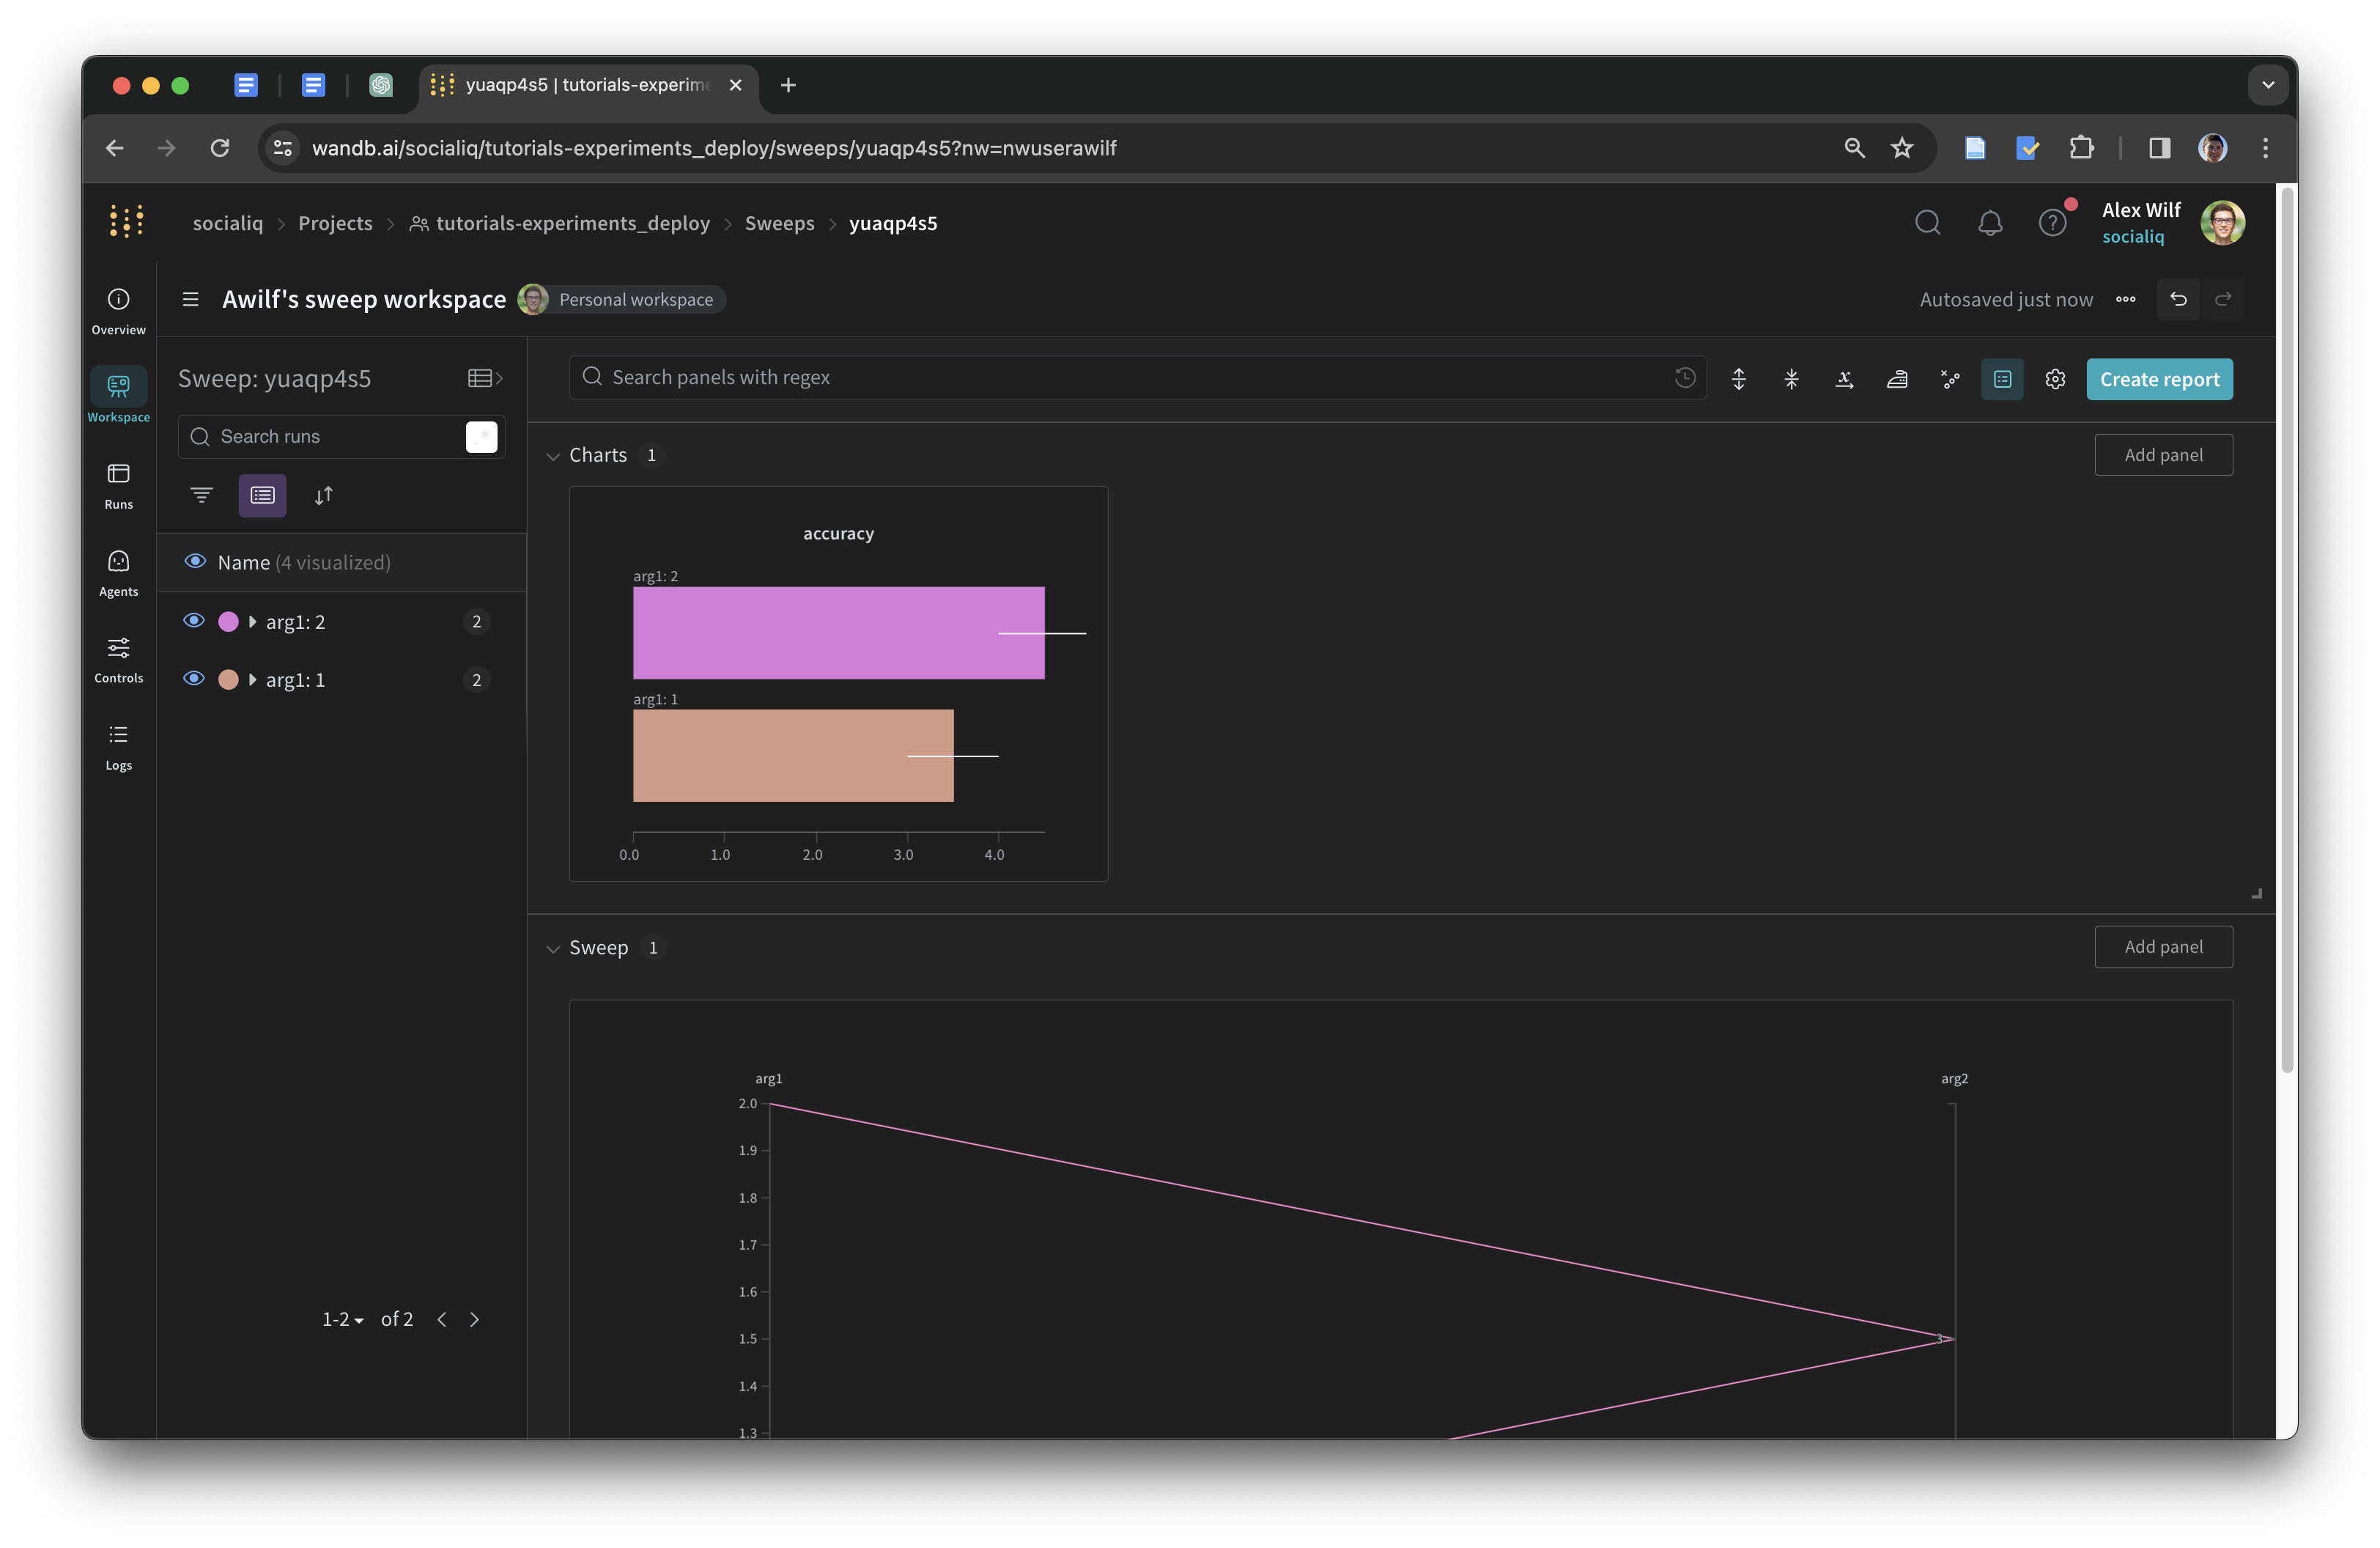 yuaqp4s5 | tutorials-experim
wandb.ai/socialiq/tutorials-experiments_deploy/sweeps/yuaqp4s5?nw=nwuserawilf
socialiq > Projects > tutorials-experiments_deploy > Sweeps > yuaqp4s5
Alex Wilf
socialiq
Overview
Workspace
Runs
Agents
Controls
Logs
Awilf's sweep workspace
Personal workspace
Autosaved just now
Sweep: yuaqp4s5
Search runs
.*
Name (4 visualized)
arg1: 2 2
arg1: 1 2
1-2 of 2
Search panels with regex
Create report
Charts 1
Add panel
accuracy
arg1: 2
arg1: 1
0.0 1.0 2.0 3.0 4.0
Sweep 1
Add panel
arg1
arg2
2.0
1.9
1.8
1.7
1.6
1.5
3
1.4
1.3